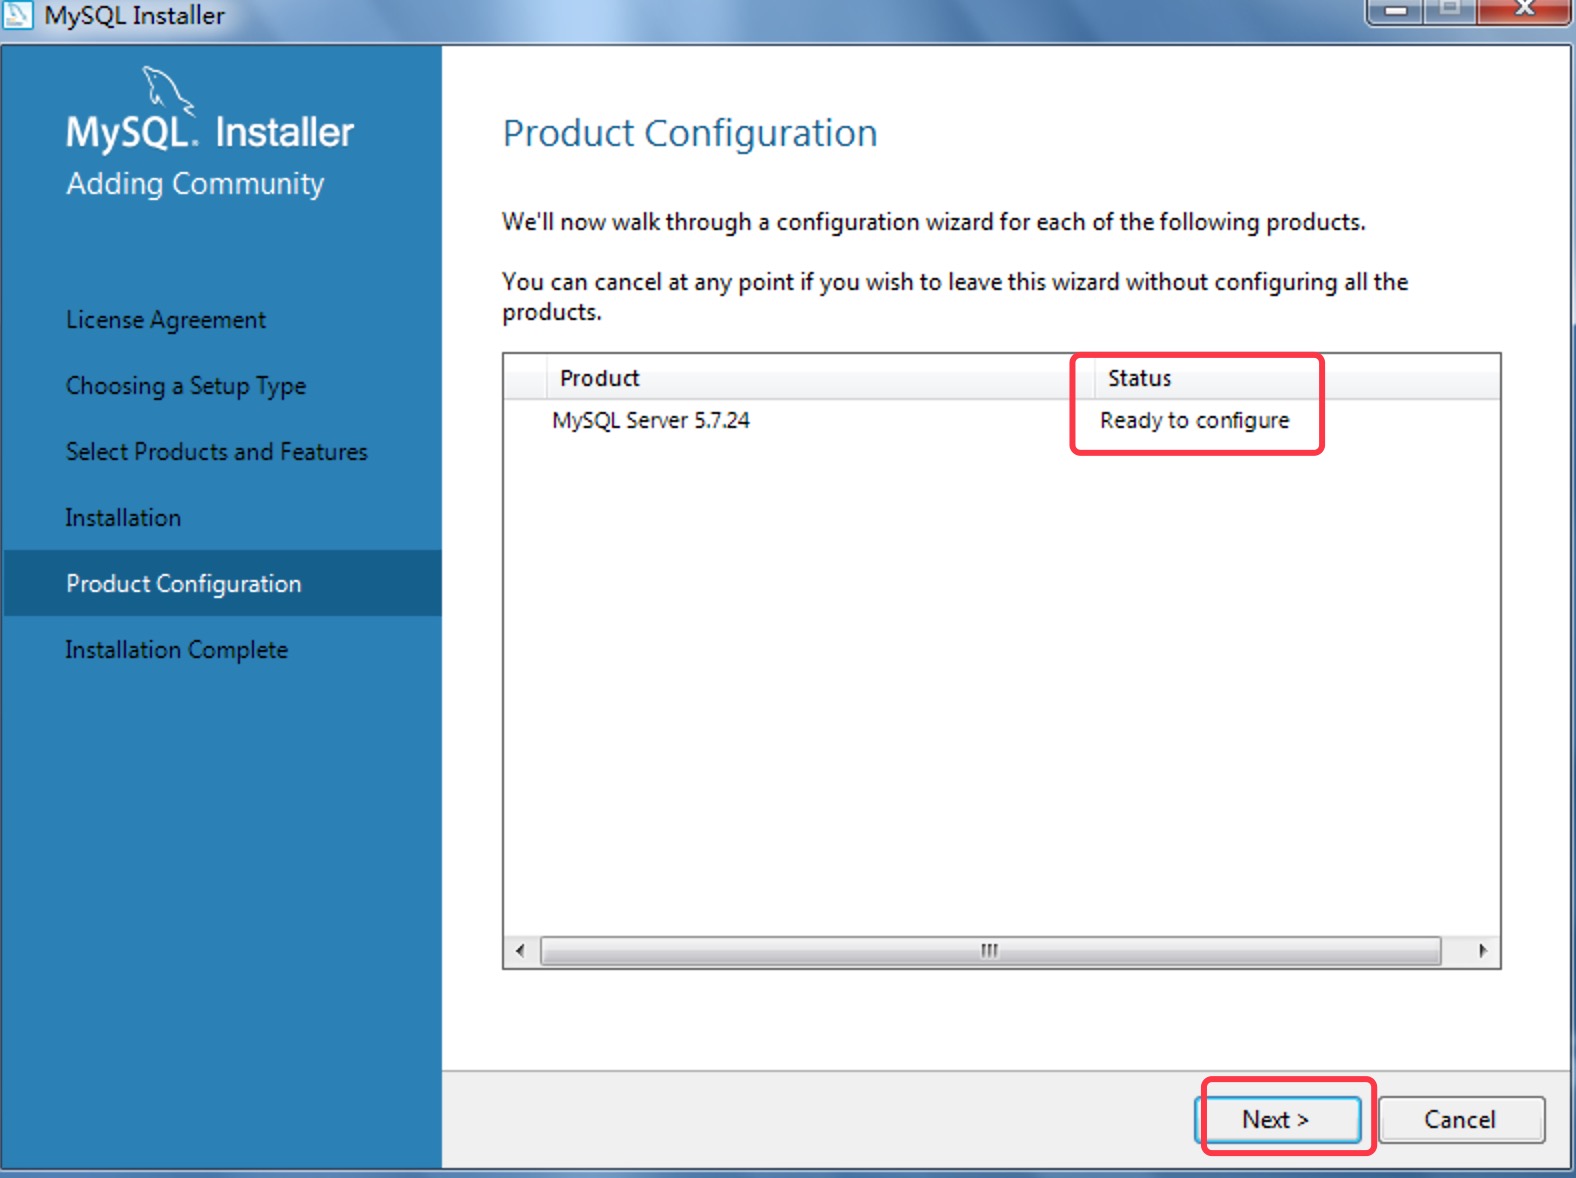 MySQL Installer
MySQL. Installer
Adding Community
License Agreement
Choosing a Setup Type
Select Products and Features
Installation
Product Configuration
Installation Complete
Product Configuration
We'll now walk through a configuration wizard for each of the following products.
You can cancel at any point if you wish to leave this wizard without configuring all the
products.
Product Status
MySQL Server 5.7.24 Ready to configure
Next > Cancel